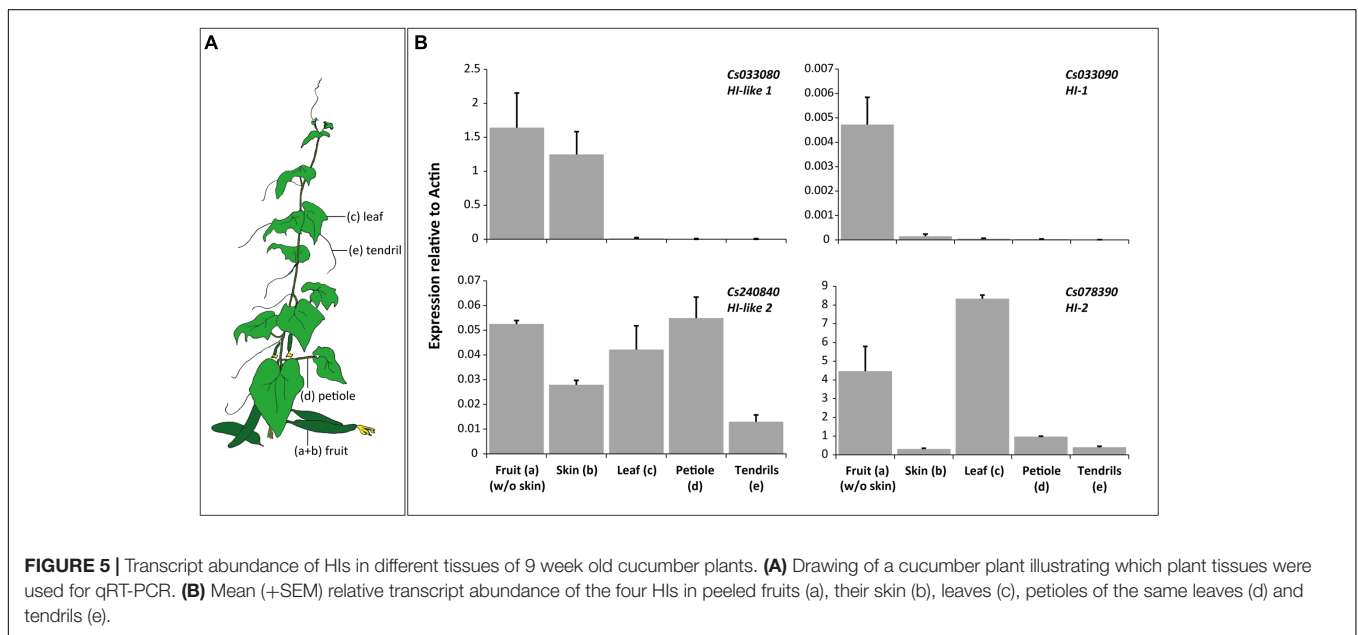 A
(c) leaf
(e) tendril
(d) petiole
(a+b) fruit
B
Expression relative to Actin
2.5
2
1.5
1
0.5
0
Cs033080
HI-like 1
0.007
0.006
0.005
0.004
0.003
0.002
0.001
0
Cs033090
HI-1
0.07
0.06
0.05
0.04
0.03
0.02
0.01
0
Cs240840
HI-like 2
Fruit (a) Skin (b) Leaf (c) Petiole Tendrils
(w/o skin) (d) (e)
9
8
7
6
5
4
3
2
1
0
Cs078390
HI-2
Fruit (a) Skin (b) Leaf (c) Petiole Tendrils
(w/o skin) (d) (e)
FIGURE 5 | Transcript abundance of HIs in different tissues of 9 week old cucumber plants. (A) Drawing of a cucumber plant illustrating which plant tissues were
used for qRT-PCR. (B) Mean (+SEM) relative transcript abundance of the four HIs in peeled fruits (a), their skin (b), leaves (c), petioles of the same leaves (d) and
tendrils (e).